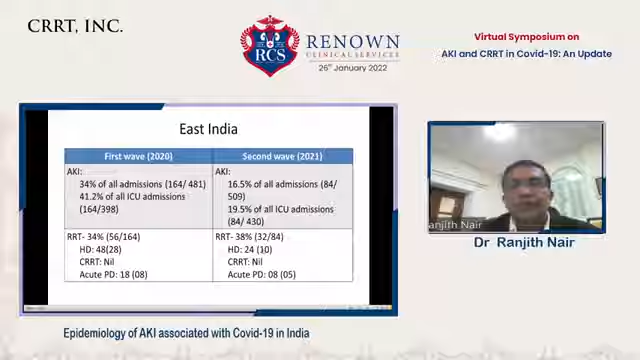 CRRT, INC.
RCS
RENOWN
CLINICAL SERVICES
26th January 2022
Virtual Symposium on
AKI and CRRT in Covid-19: An Update
East India
First wave (2020)
Second wave (2021)
AKI:
34% of all admissions (164/ 481)
41.2% of all ICU admissions
(164/398)
AKI:
16.5% of all admissions (84/
509)
19.5% of all ICU admissions
(84/ 430)
RRT- 34% (56/164)
HD: 48(28)
CRRT: Nil
Acute PD: 18 (08)
RRT- 38% (32/84)
HD: 24 (10)
CRRT: Nil
Acute PD: 08 (05)
anjith Nair
Dr Ranjith Nair
Epidemiology of AKI associated with Covid-19 in India